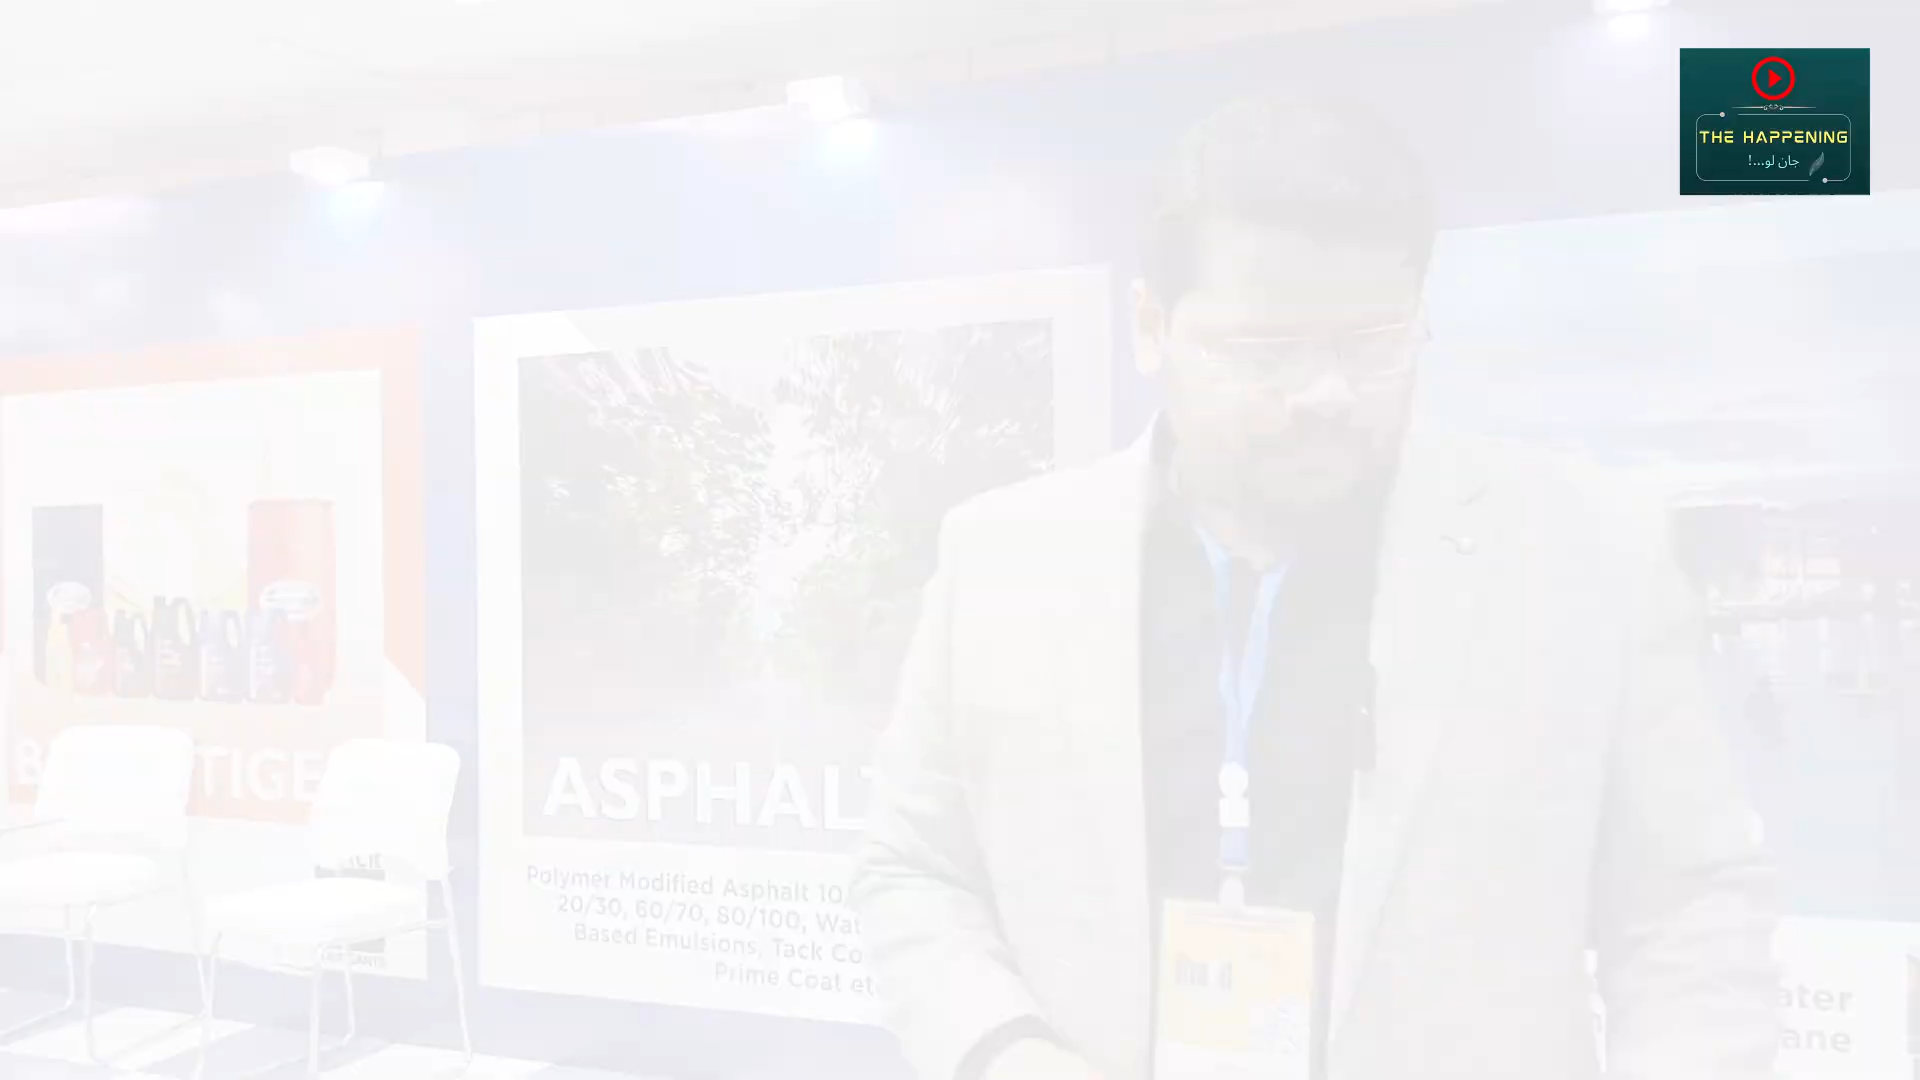 THE HAPPENING
جان لو...!
ASPHALT
Polymer Modified Asphalt 10/
20/30, 60/70, 80/100, Wat
Based Emulsions, Tack Co
Prime Coat et
ater
ane